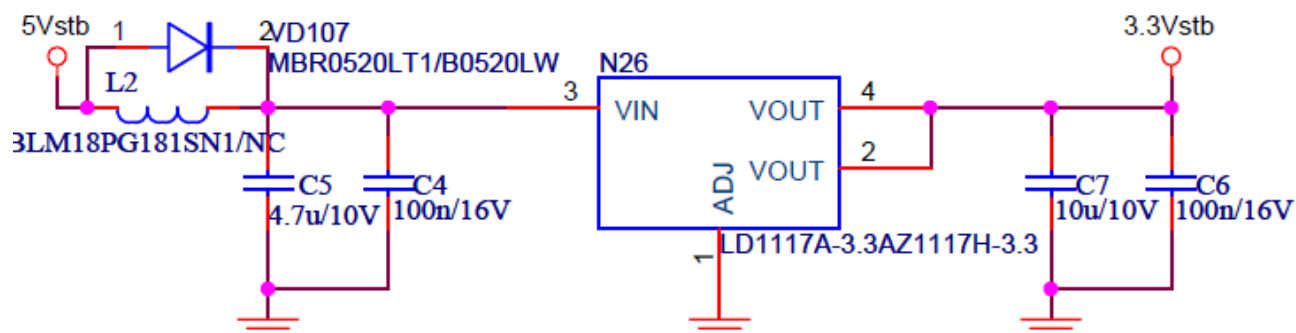 5Vstb
1
2
VD107
MBR0520LT1/B0520LW
L2
BLM18PG181SN1/NC
N26
3
VIN
VOUT
4
VOUT
2
ADJ
1
LD1117A-3.3AZ1117H-3.3
C5
4.7u/10V
C4
100n/16V
3.3Vstb
C7
10u/10V
C6
100n/16V